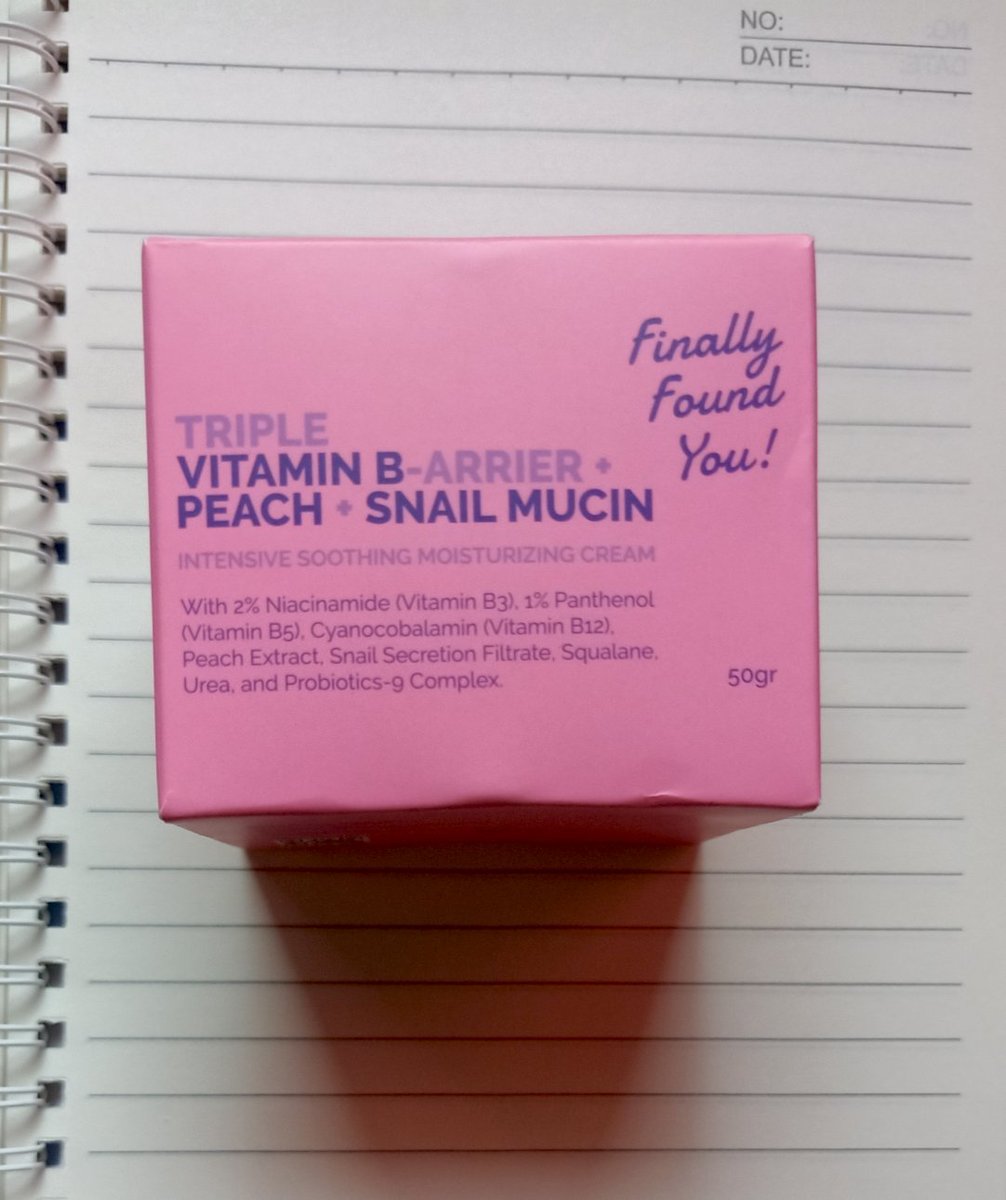 NO:
DATE:
Finally
Found
You!
TRIPLE
VITAMIN B-ARRIER +
PEACH + SNAIL MUCIN
INTENSIVE SOOTHING MOISTURIZING CREAM
With 2% Niacinamide (Vitamin B3), 1% Panthenol
(Vitamin B5), Cyanocobalamin (Vitamin B12),
Peach Extract, Snail Secretion Filtrate, Squalane,
Urea, and Probiotics-9 Complex.
50gr